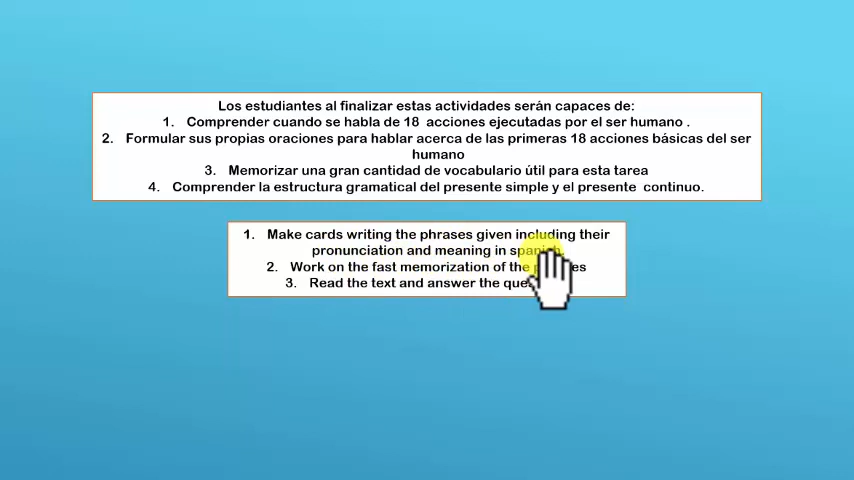 Los estudiantes al finalizar estas actividades serán capaces de:
1. Comprender cuando se habla de 18 acciones ejecutadas por el ser humano .
2. Formular sus propias oraciones para hablar acerca de las primeras 18 acciones básicas del ser
humano
3. Memorizar una gran cantidad de vocabulario útil para esta tarea
4. Comprender la estructura gramatical del presente simple y el presente continuo.
1. Make cards writing the phrases given including their
pronunciation and meaning in spanish.
2. Work on the fast memorization of the
3. Read the text and answer the